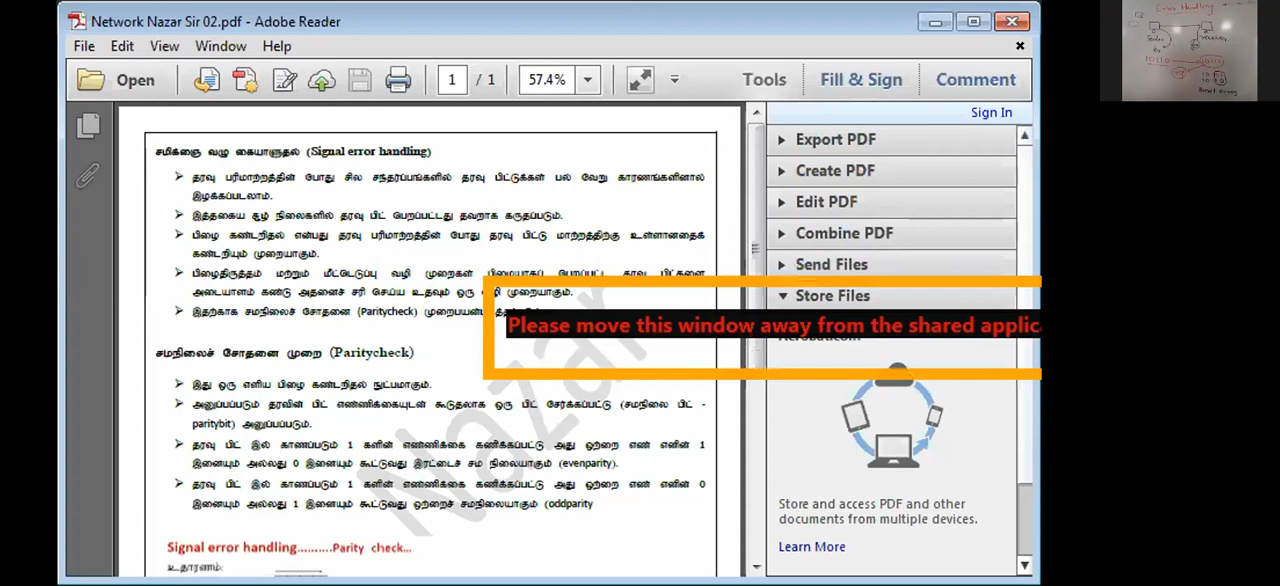 Network Nazar Sir 02.pdf - Adobe Reader
File Edit View Window Help
Open 1 / 1 57.4% Tools Fill & Sign Comment
Sign In
சமிக்ஞை வழு கையாளுதல் (Signal error handling)
➢ தரவு பரிமாற்றத்தின் போது சில சந்தர்ப்பங்களில் தரவு பிட்டுக்கள் பல் வேறு காரணங்களினால்
இழக்கப்படலாம்.
➢ இத்தகைய சூழ் நிலைகளில் தரவு பிட் பெறப்பட்டது தவறாக கருதப்படும்.
➢ பிழை கண்டறிதல் என்பது தரவு பரிமாற்றத்தின் போது தரவு பிட்டு மாற்றத்திற்கு உள்ளானதைக்
கண்டறியும் முறையாகும்.
➢ பிழைதிருத்தம் மற்றும் மீட்டேடுப்பு வழி முறைகள் பிழையாகப் பெறப்பட்ட தரவு பிட்களை
அடையாளம் கண்டு அதனைச் சரி செய்ய உதவும் ஒரு வழி முறையாகும்.
➢ இதற்காக சமநிலைச் சோதனை (Paritycheck)
சமநிலைச் சோதனை முறை (Paritycheck)
➢ இது ஒரு எளிய பிழை கண்டறிதல் நுட்பமாகும்.
➢ அனுப்பப்படும் தரவின் பிட் எண்ணிக்கையுடன் கூடுதலாக ஒரு பிட் சேர்க்கப்பட்டு (சமநிலை பிட் -
paritybit) அனுப்பப்படும்.
➢ தரவு பிட் இல் காணப்படும் 1 களின் எண்ணிக்கை கணிக்கப்பட்டு அது ஒற்றை எண் எனின் 1
இனையும் அல்லது 0 இனையும் கூட்டுவது இரட்டைச் சம நிலையாகும் (evenparity).
➢ தரவு பிட் இல் காணப்படும் 1 களின் எண்ணிக்கை கணிக்கப்பட்டு அது ஒற்றை எண் எனின் 0
இனையும் அல்லது 1 இனையும் கூட்டுவது ஒற்றைச் சமநிலையாகும் (oddparity
Signal error handling..........Parity check...
உதாரணம்:
Nazar
Export PDF
Create PDF
Edit PDF
Combine PDF
Send Files
Store Files
Please move this window away from the shared applic
Store and access PDF and other
documents from multiple devices.
Learn More
Error Handling
10110